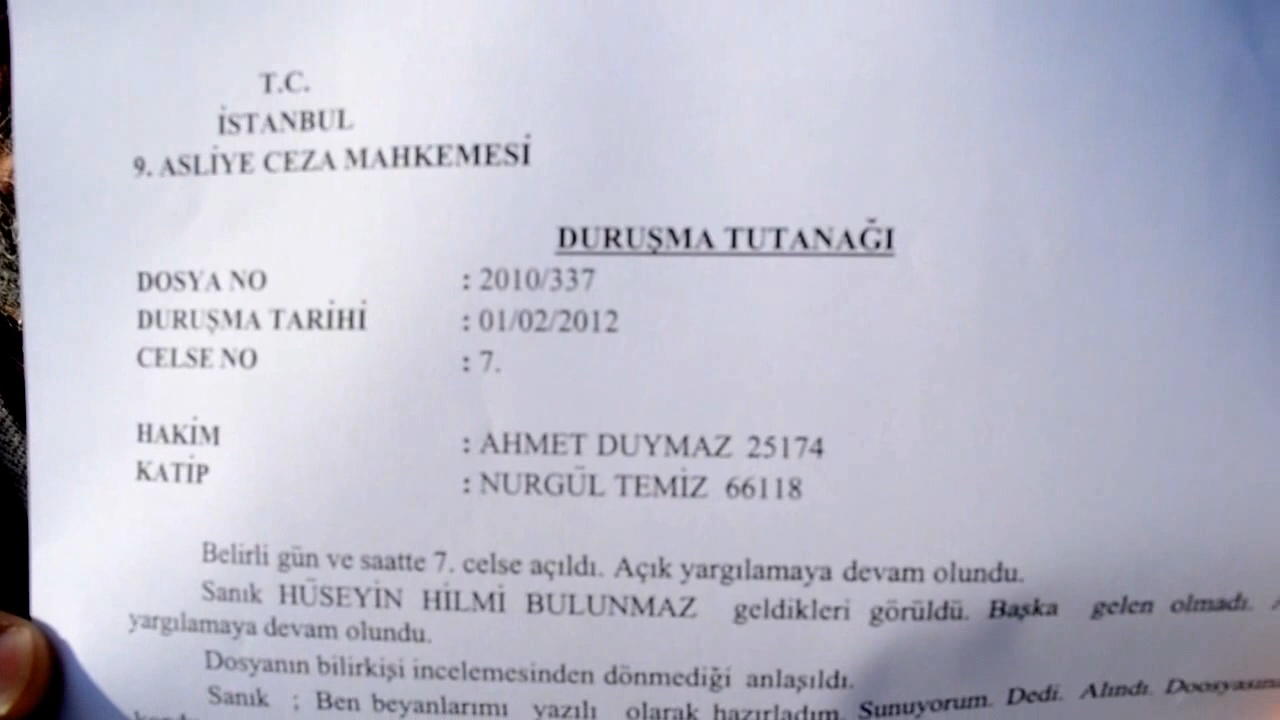 T.C.
İSTANBUL
9. ASLİYE CEZA MAHKEMESİ
DURUŞMA TUTANAĞI
DOSYA NO : 2010/337
DURUŞMA TARİHİ : 01/02/2012
CELSE NO : 7.
HAKİM : AHMET DUYMAZ 25174
KATİP : NURGÜL TEMİZ 66118
Belirli gün ve saatte 7. celse açıldı. Açık yargılamaya devam olundu.
Sanık HÜSEYİN HİLMİ BULUNMAZ geldikleri görüldü. Başka gelen olmadı.
yargılamaya devam olundu.
Dosyanın bilirkişi incelemesinden dönmediği anlaşıldı.
Sanık ; Ben beyanlarımı yazılı olarak hazırladım. Sunuyorum. Dedi. Alındı.